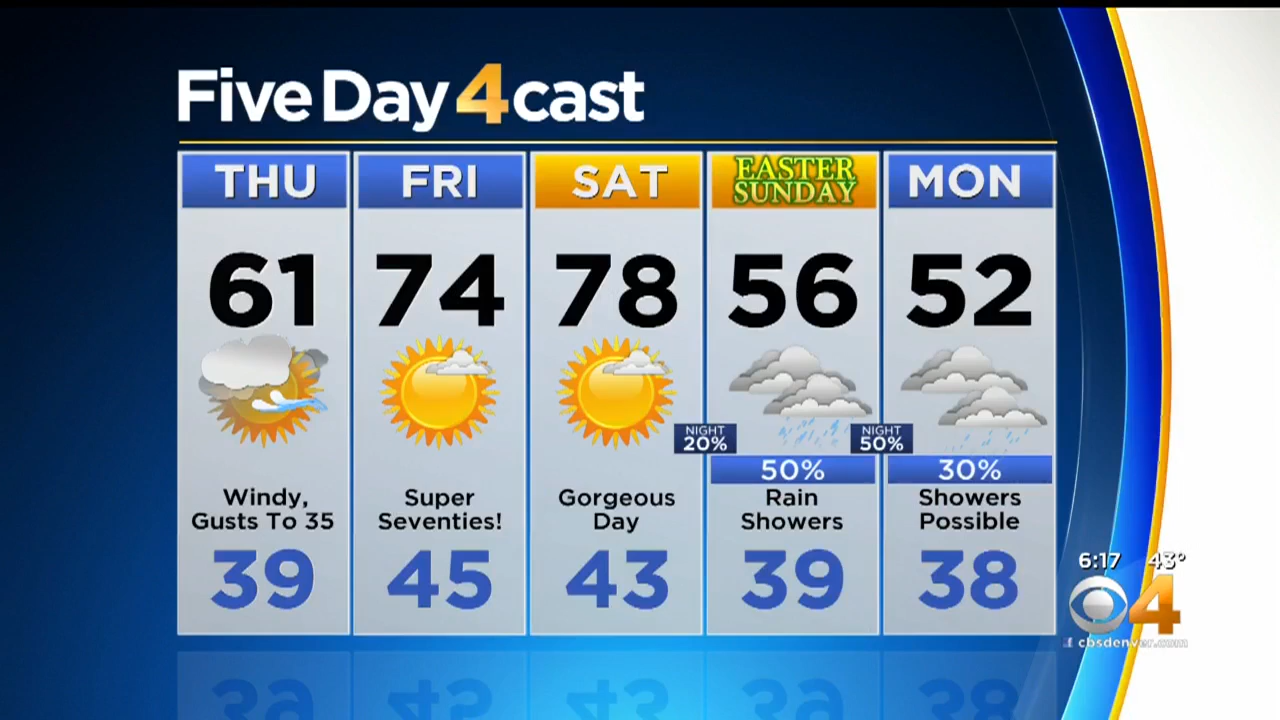 Five Day 4cast
THU
FRI
SAT
EASTER
SUNDAY
MON
61
74
78
56
52
NIGHT
20%
NIGHT
50%
50%
30%
Windy,
Gusts To 35
Super
Seventies!
Gorgeous
Day
Rain
Showers
Showers
Possible
39
45
43
39
38
6:17 43°
4
f cbsdenver.com